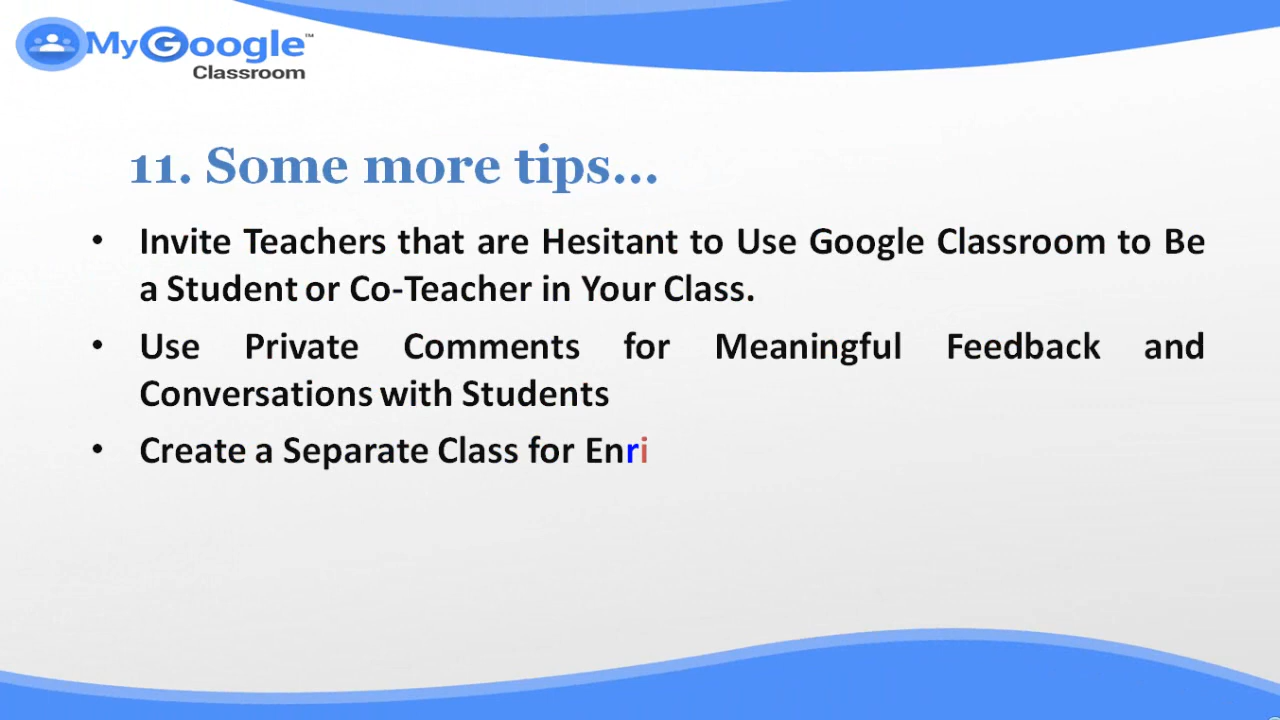 MyGoogle™
Classroom
11. Some more tips...
• Invite Teachers that are Hesitant to Use Google Classroom to Be
a Student or Co-Teacher in Your Class.
• Use Private Comments for Meaningful Feedback and
Conversations with Students
• Create a Separate Class for Enri